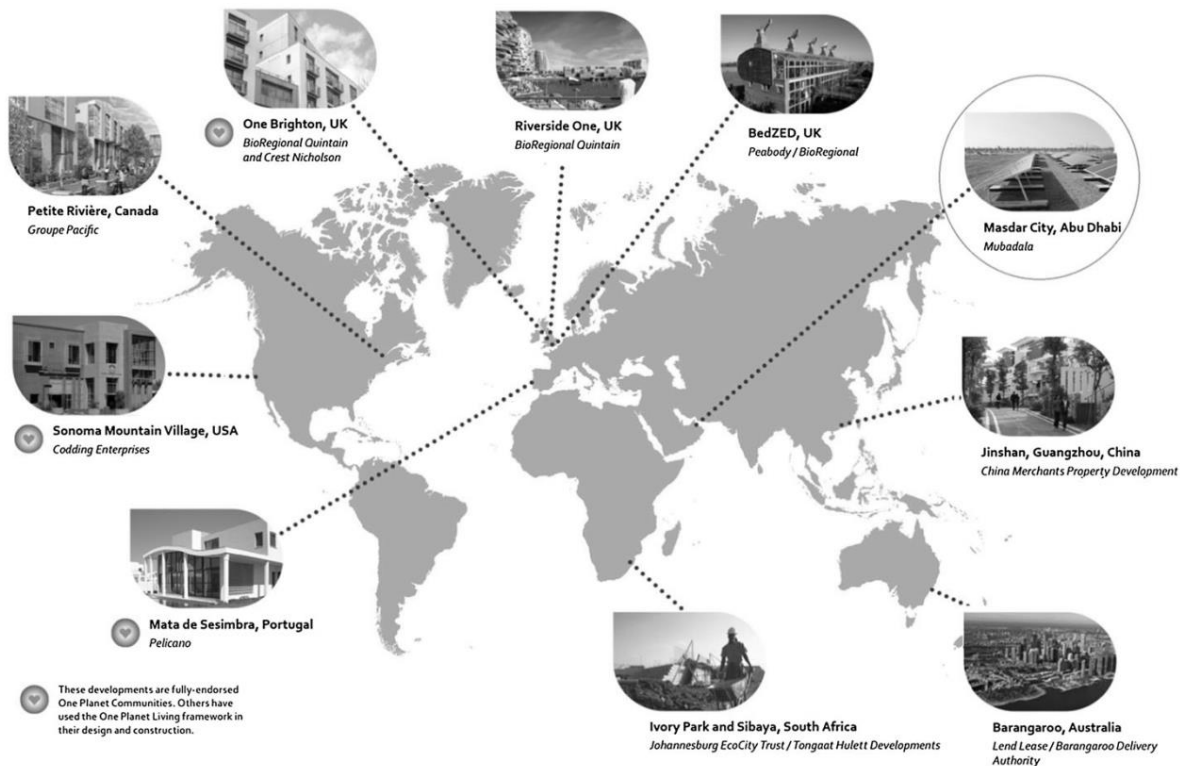 One Brighton, UK
BioRegional Quintain
and Crest Nicholson
Riverside One, UK
BioRegional Quintain
BedZED, UK
Peabody / BioRegional
Petite Rivière, Canada
Groupe Pacific
Masdar City, Abu Dhabi
Mubadala
Sonoma Mountain Village, USA
Codding Enterprises
Jinshan, Guangzhou, China
China Merchants Property Development
Mata de Sesimbra, Portugal
Pelicano
These developments are fully-endorsed
One Planet Communities. Others have
used the One Planet Living framework in
their design and construction.
Ivory Park and Sibaya, South Africa
Johannesburg EcoCity Trust / Tongaat Hulett Developments
Barangaroo, Australia
Lend Lease / Barangaroo Delivery
Authority